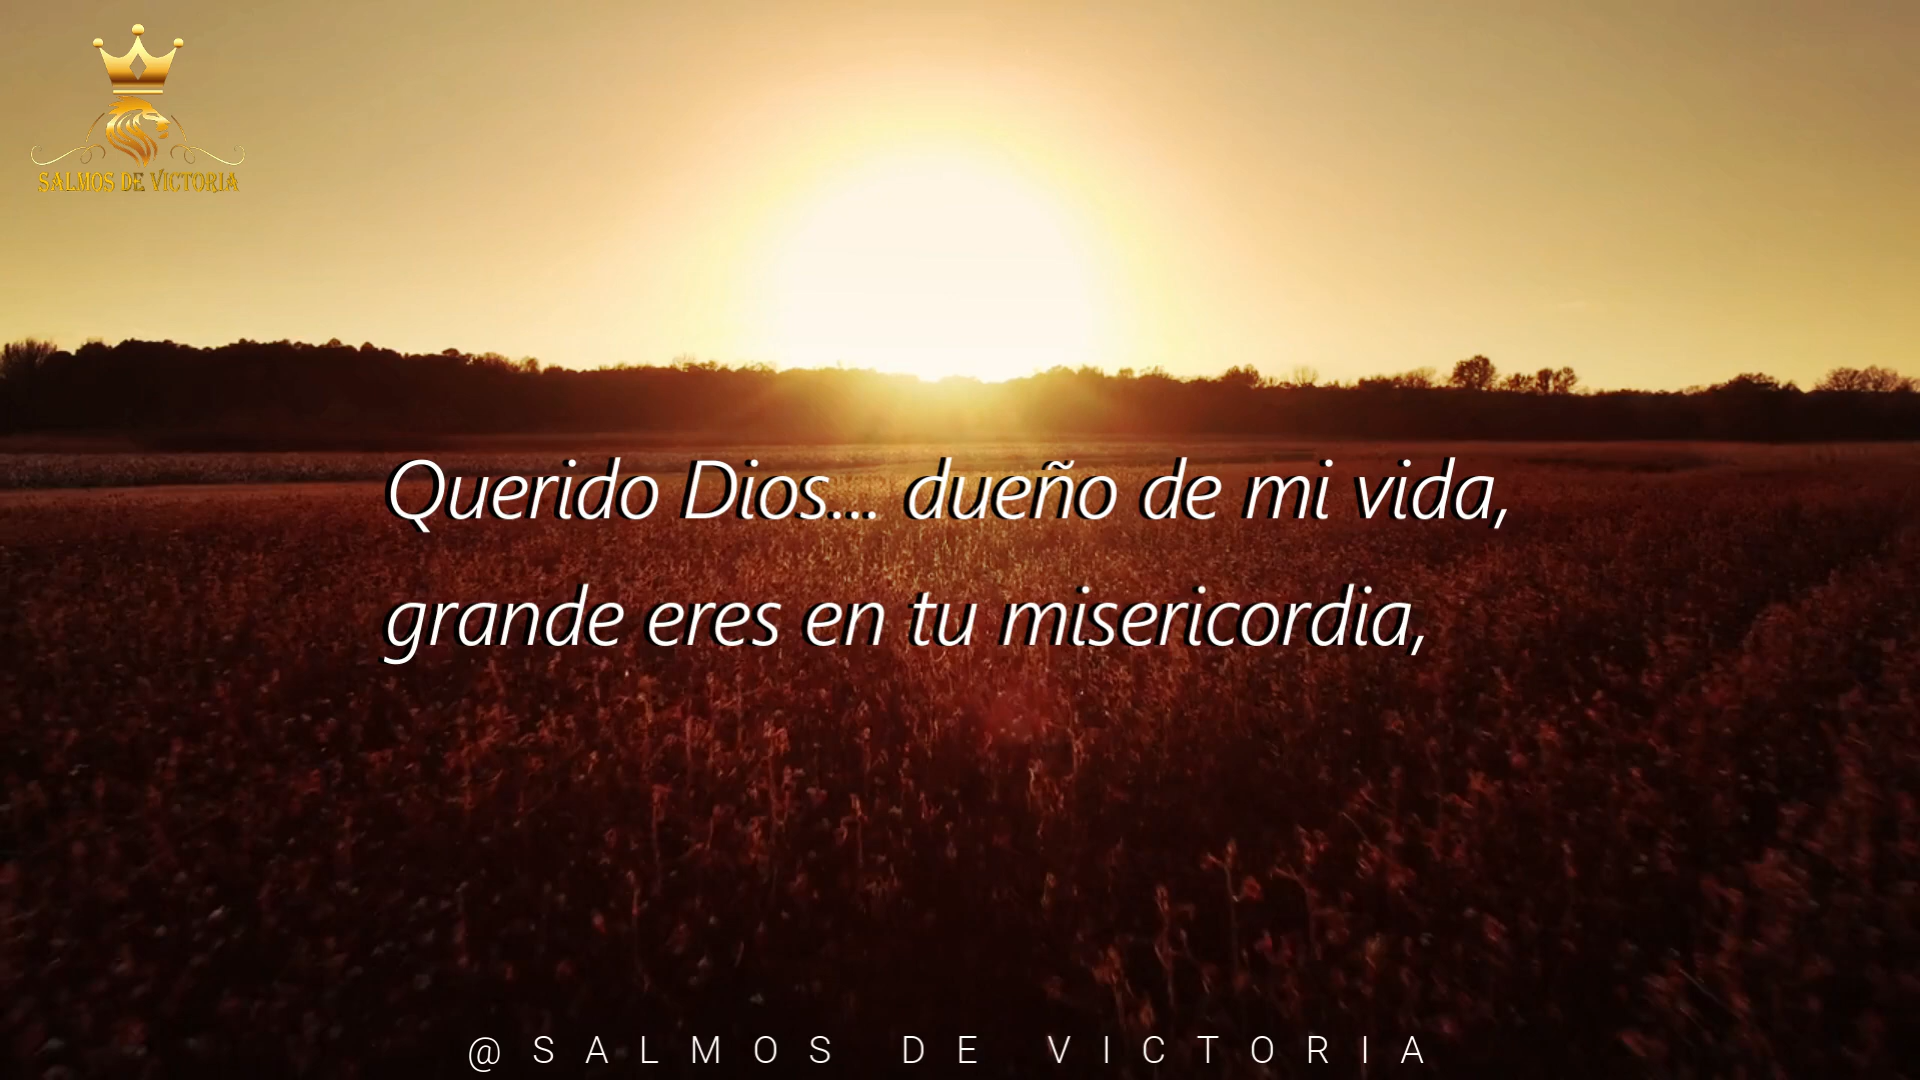 SALMOS DE VICTORIA
Querido Dios... dueño de mi vida,
grande eres en tu misericordia,
@SALMOS DE VICTORIA